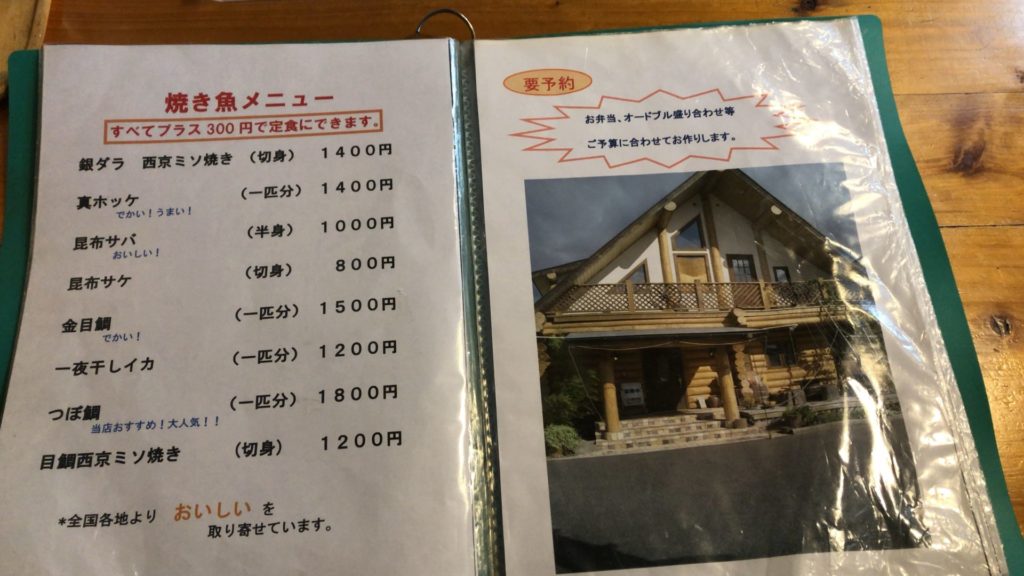 焼き魚メニュー
すべてプラス300円で定食にできます。
銀ダラ 西京ミソ焼き (切身) 1400円
真ホッケ (一匹分) 1400円
でかい!うまい!
昆布サバ (半身) 1000円
おいしい!
昆布サケ (切身) 800円
金目鯛 (一匹分) 1500円
でかい!
一夜干しイカ (一匹分) 1200円
つぼ鯛 (一匹分) 1800円
当店おすすめ!大人気!!
目鯛西京ミソ焼き (切身) 1200円
*全国各地より おいしい を
取り寄せています。
要予約
お弁当、オードブル盛り合わせ等
ご予算に合わせてお作りします。